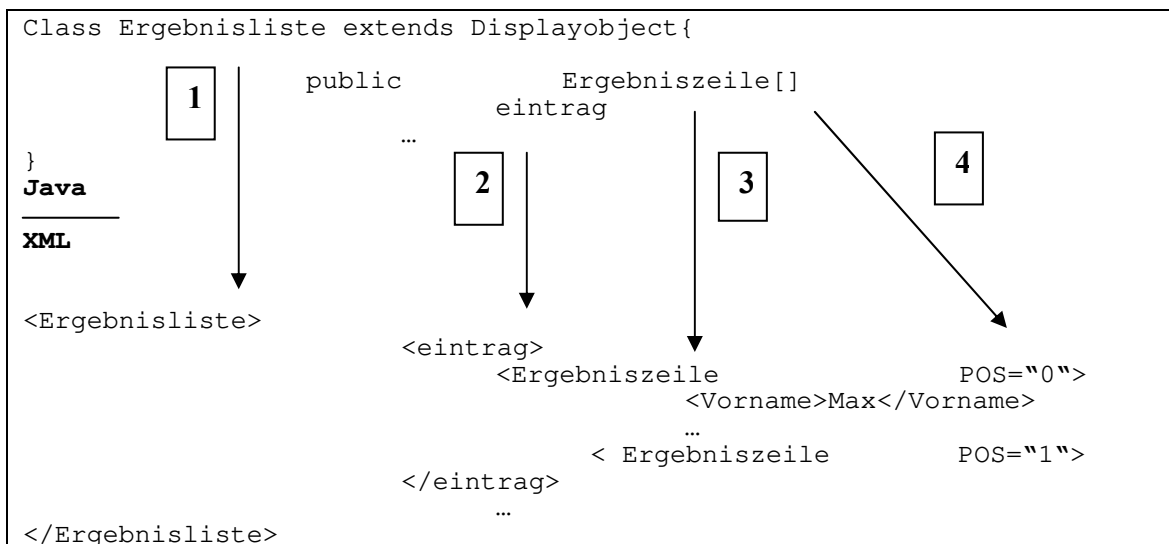 Class Ergebnisliste extends Displayobject{
1
public Ergebniszeile[]
eintrag
…
}
2
3
4
Java
XML
<Ergebnisliste>
<eintrag>
<Ergebniszeile POS="0">
<Vorname>Max</Vorname>
…
< Ergebniszeile POS="1">
</eintrag>
…
</Ergebnisliste>